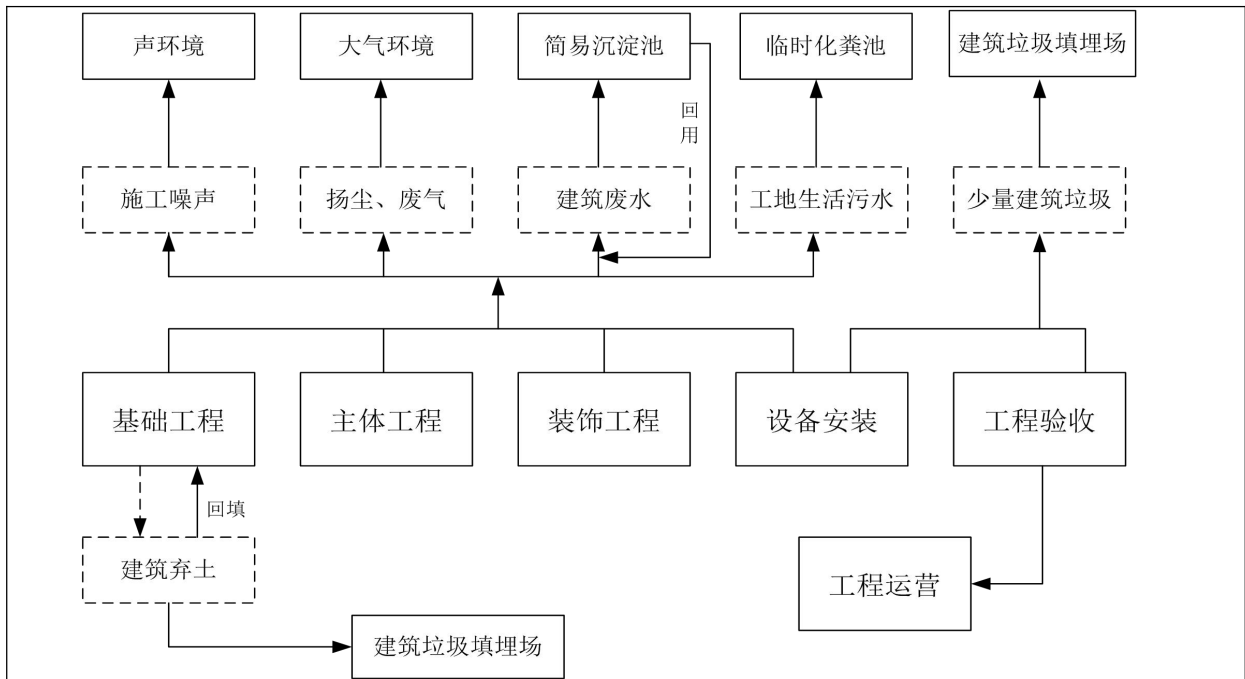 声环境
大气环境
简易沉淀池
临时化粪池
建筑垃圾填埋场
回用
施工噪声
扬尘、废气
建筑废水
工地生活污水
少量建筑垃圾
基础工程
主体工程
装饰工程
设备安装
工程验收
回填
建筑弃土
工程运营
建筑垃圾填埋场